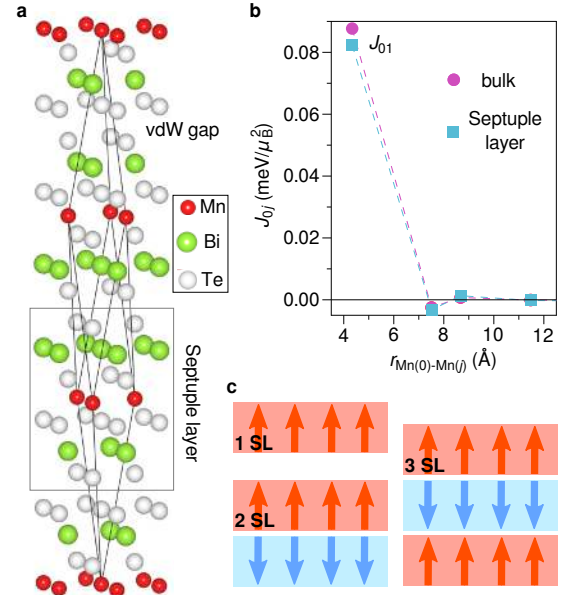 a
vdW gap
Mn
Bi
Te
Septuple layer
b
J01
bulk
Septuple
layer
J0j (meV/μB2)
0.08
0.06
0.04
0.02
0.00
4
6
8
10
12
rMn(0)-Mn(j) (Å)
c
1 SL
2 SL
3 SL